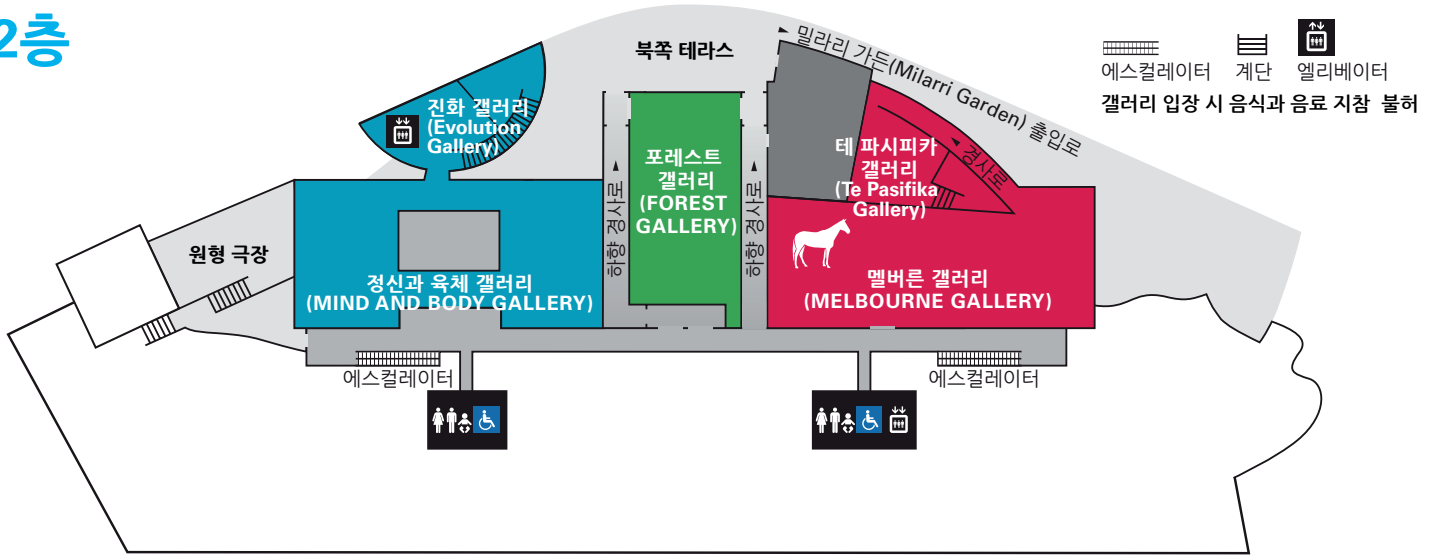 2층
북쪽 테라스
밀라리 가든(Milarri Garden) 출입로
에스컬레이터
계단
엘리베이터
갤러리 입장 시 음식과 음료 지참 불허
진화 갤러리
(Evolution
Gallery)
포레스트
갤러리
(FOREST
GALLERY)
하향 경사로
하향 경사로
테 파시피카
갤러리
(Te Pasifika
Gallery)
경사로
원형 극장
정신과 육체 갤러리
(MIND AND BODY GALLERY)
멜버른 갤러리
(MELBOURNE GALLERY)
에스컬레이터
에스컬레이터